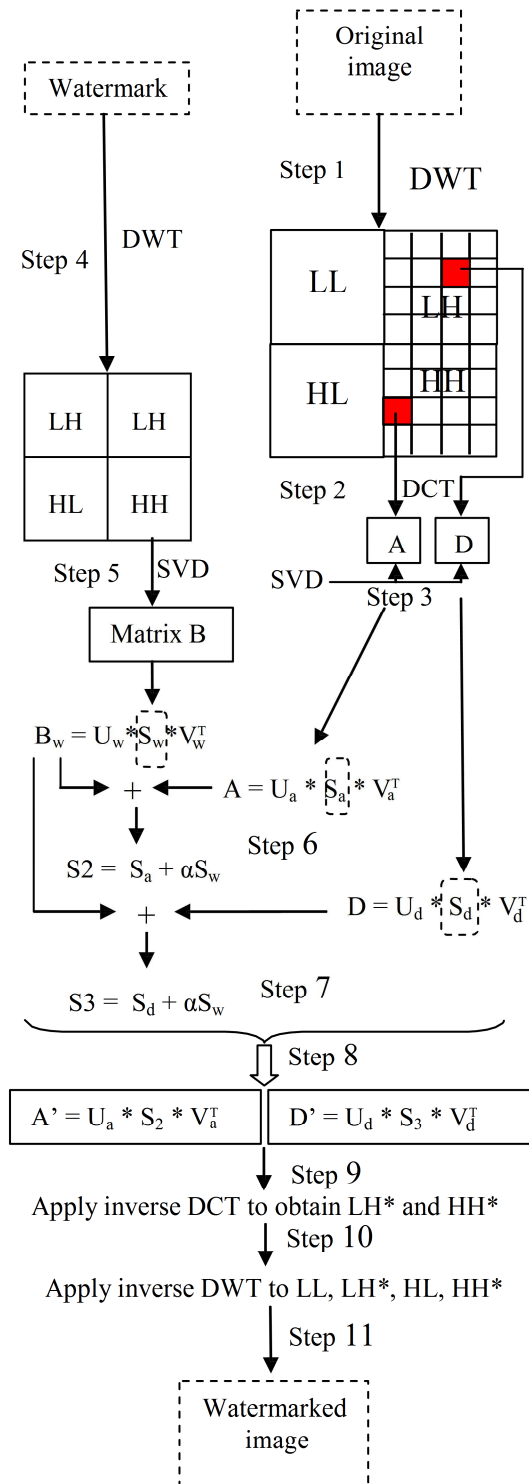 Original
image
Watermark
Step 1
DWT
DWT
Step 4
LL
LH
HL
HH
LH LH
HL HH
Step 2
DCT
A D
Step 5
SVD
SVD
Step 3
Matrix B
B_w = U_w*S_w*V_w^T
+
A = U_a * S_a * V_a^T
Step 6
S2 = S_a + αS_w
+
D = U_d * S_d * V_d^T
Step 7
S3 = S_d + αS_w
Step 8
A’ = U_a * S_2 * V_a^T
D’ = U_d * S_3 * V_d^T
Step 9
Apply inverse DCT to obtain LH* and HH*
Step 10
Apply inverse DWT to LL, LH*, HL, HH*
Step 11
Watermarked
image